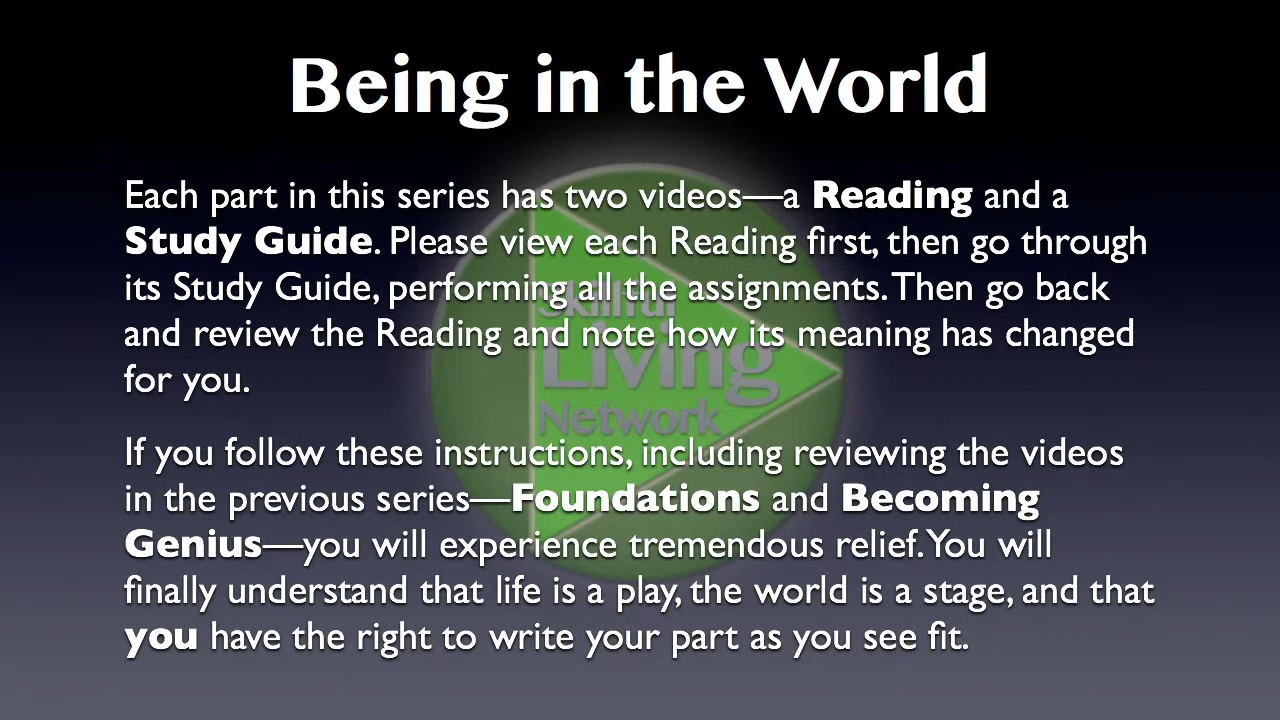 Being in the World
Each part in this series has two videos—a Reading and a
Study Guide. Please view each Reading first, then go through
its Study Guide, performing all the assignments. Then go back
and review the Reading and note how its meaning has changed
for you.
If you follow these instructions, including reviewing the videos
in the previous series—Foundations and Becoming
Genius—you will experience tremendous relief. You will
finally understand that life is a play, the world is a stage, and that
you have the right to write your part as you see fit.
Skillful
Living
Network